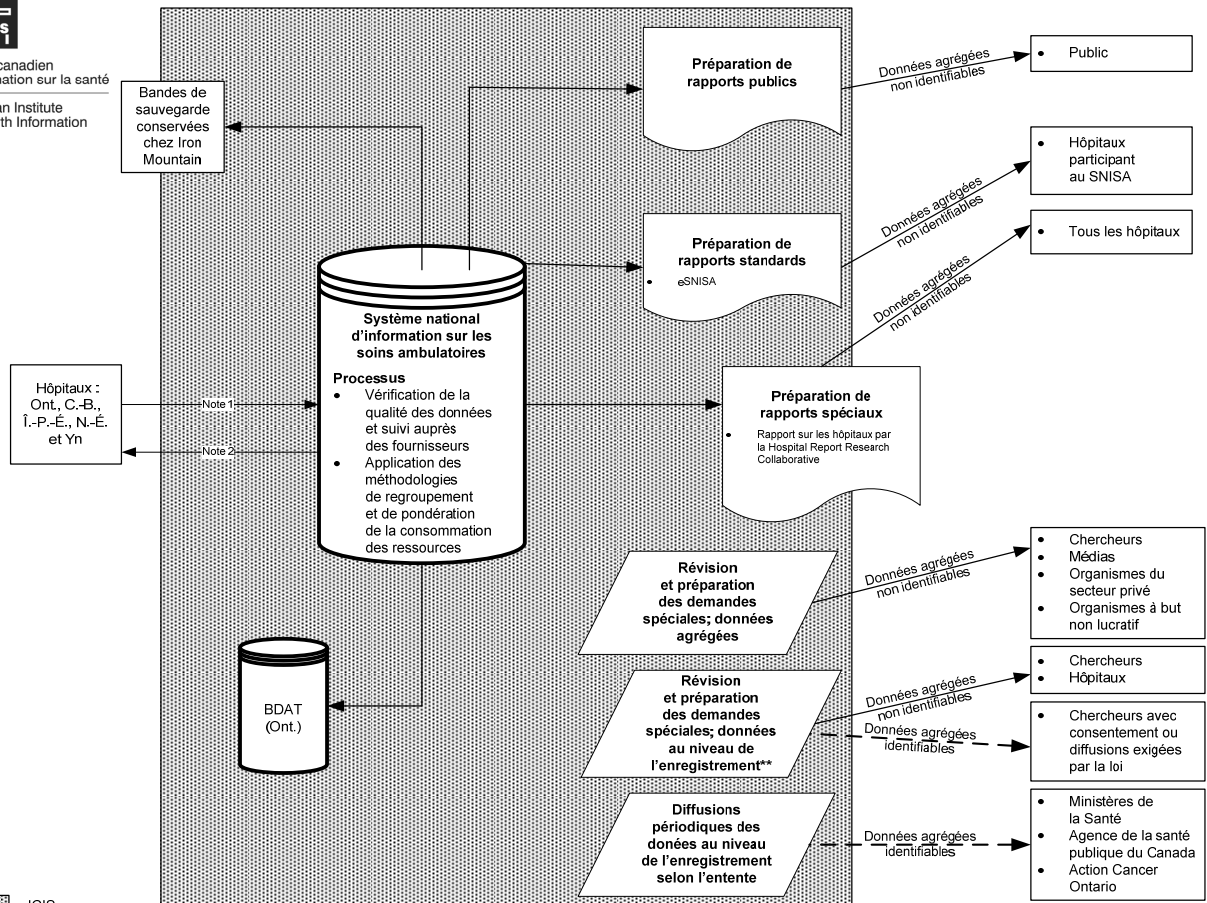 s
I
canadien
mation sur la santé
an Institute
th Information
Bandes de
sauvegarde
conservées
chez Iron
Mountain
Préparation de
rapports publics
Données agrégées
non identifiables
• Public
Données agrégées
non identifiables
• Hôpitaux
participant
au SNISA
Préparation de
rapports standards
• eSNISA
• Tous les hôpitaux
Données agrégées
non identifiables
Système national
d'information sur les
soins ambulatoires
Processus
• Vérification de la
qualité des données
et suivi auprès
des fournisseurs
• Application des
méthodologies
de regroupement
et de pondération
de la consommation
des ressources
Hôpitaux :
Ont., C.-B.,
Î.-P.-É., N.-É.
et Yn
Note 1
Note 2
Préparation de
rapports spéciaux
• Rapport sur les hôpitaux par
la Hospital Report Research
Collaborative
Révision
et préparation
des demandes
spéciales; données
agrégées
Données agrégées
non identifiables
• Chercheurs
• Médias
• Organismes du
secteur privé
• Organismes à but
non lucratif
BDAT
(Ont.)
Révision
et préparation
des demandes
spéciales; données
au niveau de
l'enregistrement**
Données agrégées
non identifiables
• Chercheurs
• Hôpitaux
Données agrégées
identifiables
• Chercheurs avec
consentement ou
diffusions exigées
par la loi
Diffusions
périodiques des
donées au niveau
de l'enregistrement
selon l'entente
Données agrégées
identifiables
• Ministères de
la Santé
• Agence de la santé
publique du Canada
• Action Cancer
Ontario